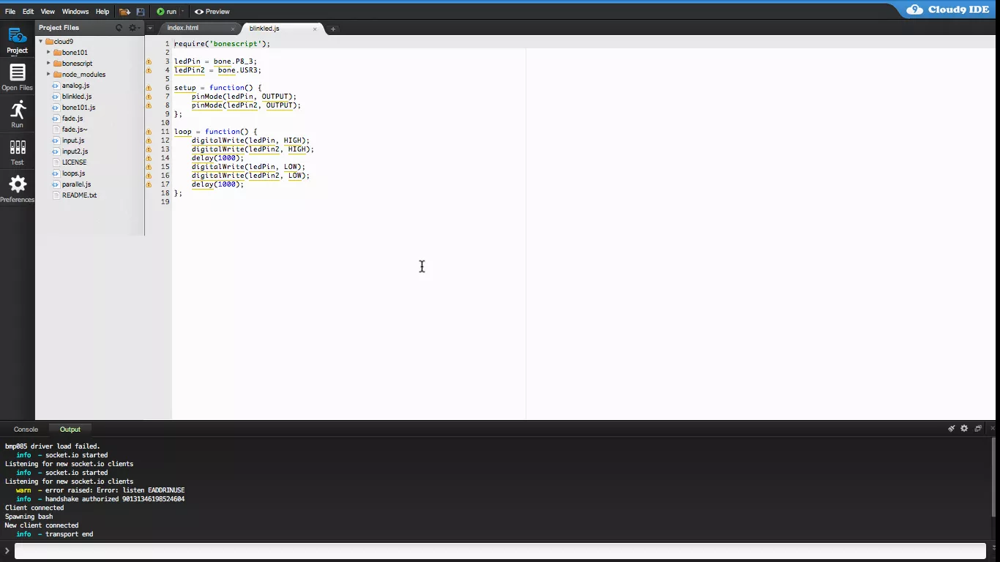 File Edit View Windows Help run Preview
Cloud9 IDE
Project
Open Files
Run
Test
Preferences
Project Files
cloud9
bone101
bonescript
node_modules
analog.js
blinkled.js
bone101.js
fade.js
fade.js~
input.js
input2.js
LICENSE
loops.js
parallel.js
README.txt
index.html × blinkled.js × +
1 require('bonescript');
2
3 ledPin = bone.P8_3;
4 ledPin2 = bone.USR3;
5
6 setup = function() {
7     pinMode(ledPin, OUTPUT);
8     pinMode(ledPin2, OUTPUT);
9 };
10
11 loop = function() {
12     digitalWrite(ledPin, HIGH);
13     digitalWrite(ledPin2, HIGH);
14     delay(1000);
15     digitalWrite(ledPin, LOW);
16     digitalWrite(ledPin2, LOW);
17     delay(1000);
18 };
19
Console Output
bmp085 driver load failed.
info - socket.io started
Listening for new socket.io clients
info - socket.io started
Listening for new socket.io clients
warn - error raised: Error: listen EADDRINUSE
info - handshake authorized 90131346198524604
Client connected
Spawning bash
New client connected
info - transport end